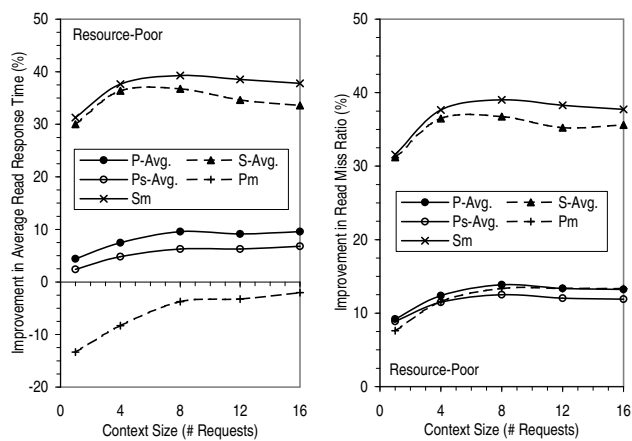 Improvement in Average Read Response Time (%)
50
40
30
20
10
0
-10
-20
Resource-Poor
P-Avg.
S-Avg.
Ps-Avg.
Pm
Sm
0
4
8
12
16
Context Size (# Requests)
Improvement in Read Miss Ratio (%)
50
40
30
20
10
0
P-Avg.
S-Avg.
Ps-Avg.
Pm
Sm
Resource-Poor
0
4
8
12
16
Context Size (# Requests)